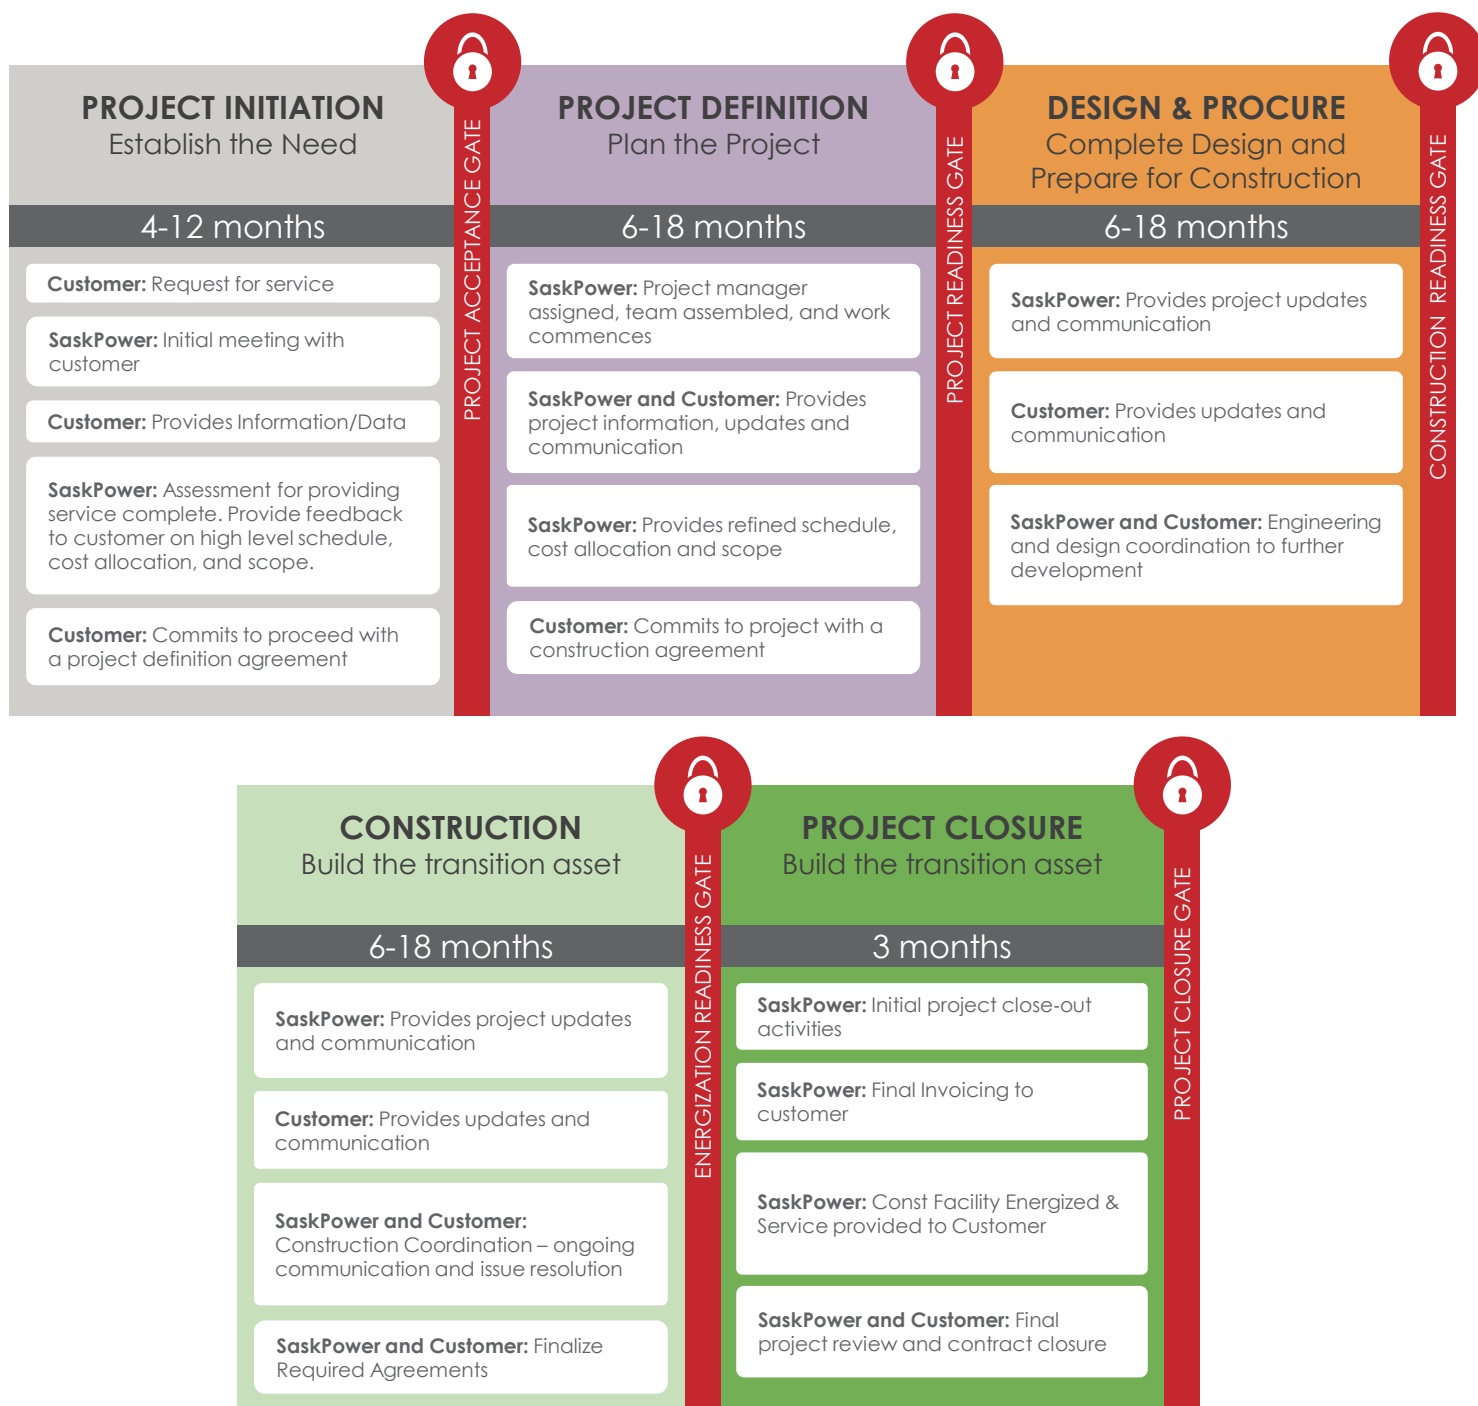 PROJECT INITIATION
Establish the Need
4-12 months
Customer: Request for service
SaskPower: Initial meeting with
customer
Customer: Provides Information/Data
SaskPower: Assessment for providing
service complete. Provide feedback
to customer on high level schedule,
cost allocation, and scope.
Customer: Commits to proceed with
a project definition agreement
PROJECT ACCEPTANCE GATE
PROJECT DEFINITION
Plan the Project
6-18 months
SaskPower: Project manager
assigned, team assembled, and work
commences
SaskPower and Customer: Provides
project information, updates and
communication
SaskPower: Provides refined schedule,
cost allocation and scope
Customer: Commits to project with a
construction agreement
PROJECT READINESS GATE
DESIGN & PROCURE
Complete Design and
Prepare for Construction
6-18 months
SaskPower: Provides project updates
and communication
Customer: Provides updates and
communication
SaskPower and Customer: Engineering
and design coordination to further
development
CONSTRUCTION READINESS GATE
CONSTRUCTION
Build the transition asset
6-18 months
SaskPower: Provides project updates
and communication
Customer: Provides updates and
communication
SaskPower and Customer:
Construction Coordination – ongoing
communication and issue resolution
SaskPower and Customer: Finalize
Required Agreements
ENERGIZATION READINESS GATE
PROJECT CLOSURE
Build the transition asset
3 months
SaskPower: Initial project close-out
activities
SaskPower: Final Invoicing to
customer
SaskPower: Const Facility Energized &
Service provided to Customer
SaskPower and Customer: Final
project review and contract closure
PROJECT CLOSURE GATE